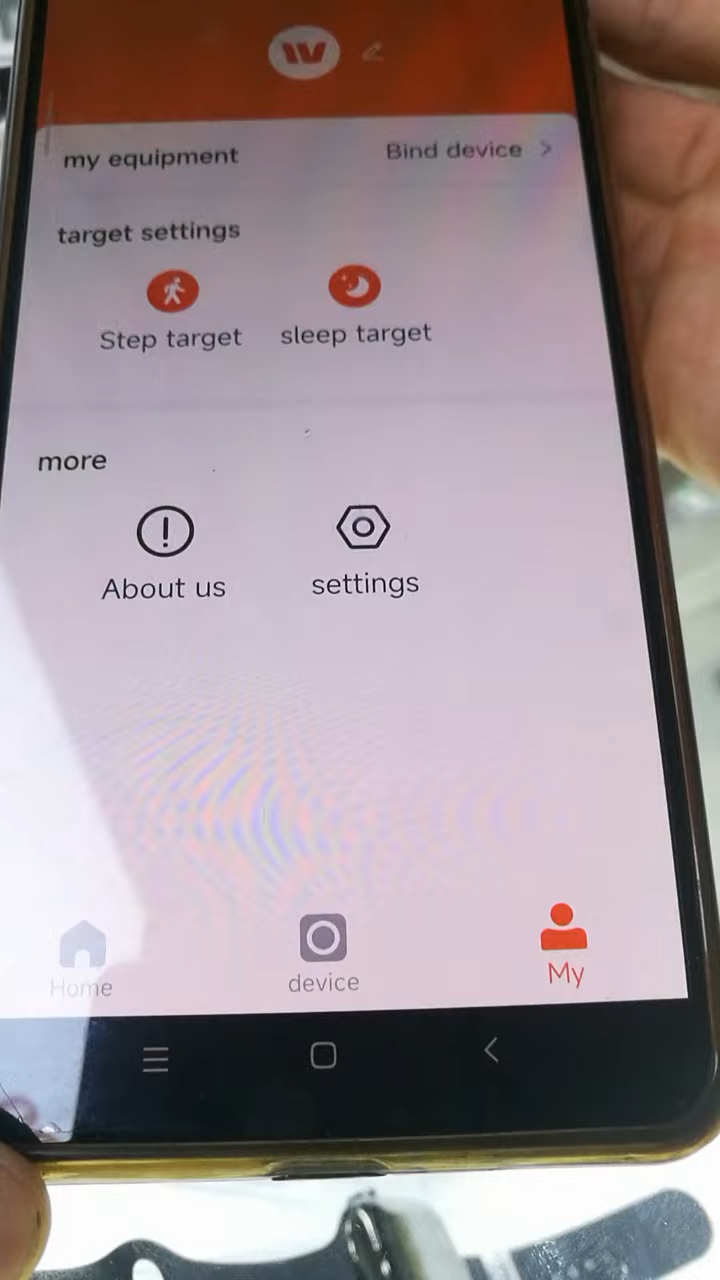 my equipment Bind device >
target settings
Step target sleep target
more
About us settings
Home device My